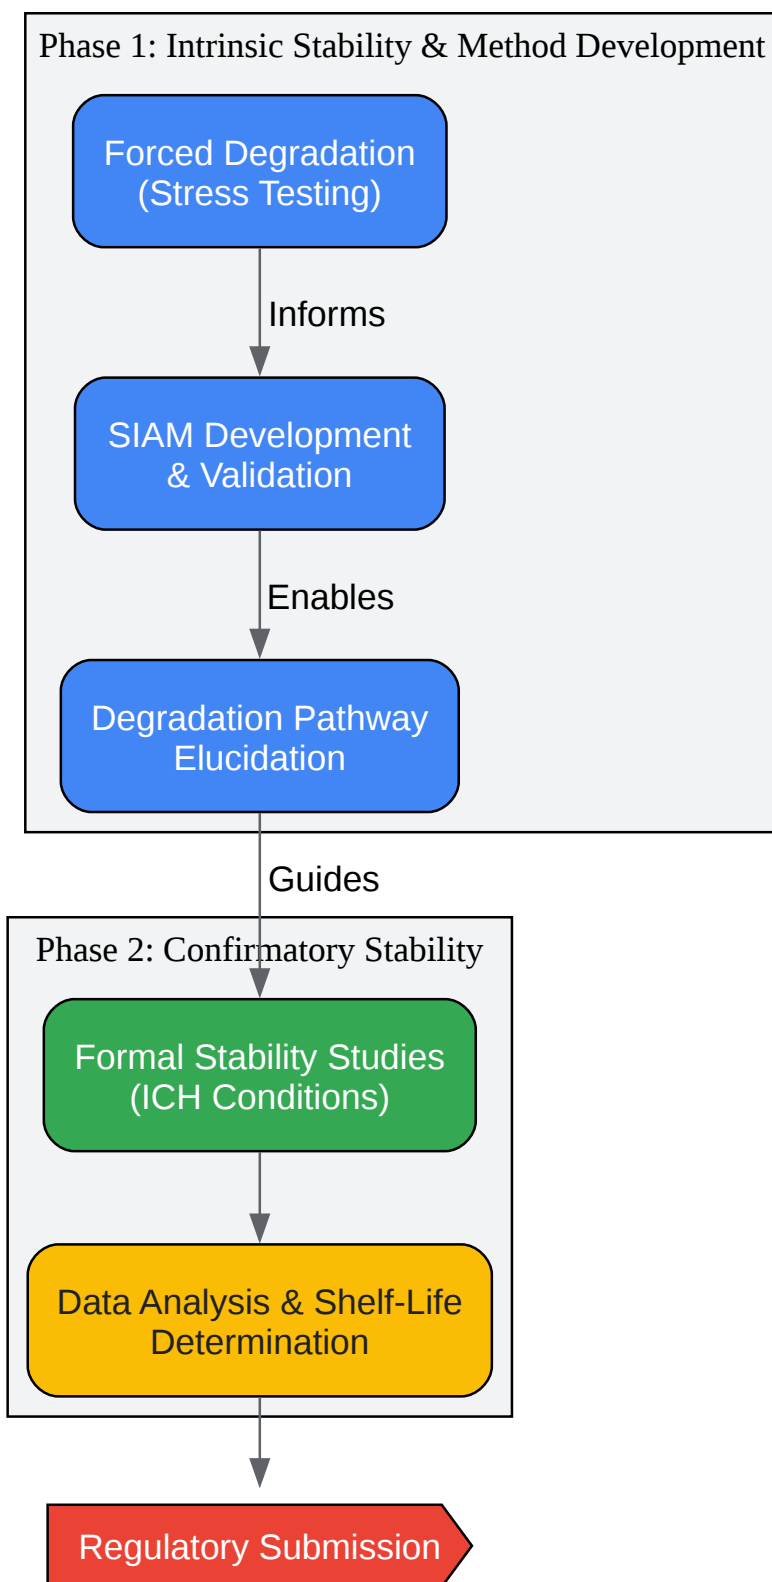 Phase 1: Intrinsic Stability & Method Development
Forced Degradation
(Stress Testing)
Informs
SIAM Development
& Validation
Enables
Degradation Pathway
Elucidation
Guides
Phase 2: Confirmatory Stability
Formal Stability Studies
(ICH Conditions)
Data Analysis & Shelf-Life
Determination
Regulatory Submission